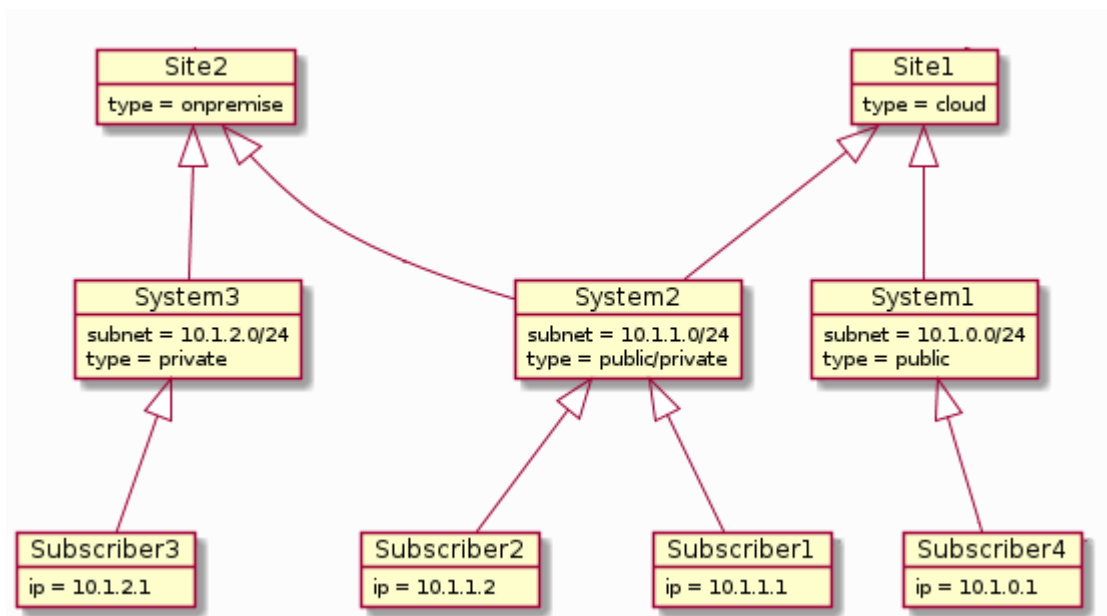 Site2
type = onpremise
Site1
type = cloud
System3
subnet = 10.1.2.0/24
type = private
System2
subnet = 10.1.1.0/24
type = public/private
System1
subnet = 10.1.0.0/24
type = public
Subscriber3
ip = 10.1.2.1
Subscriber2
ip = 10.1.1.2
Subscriber1
ip = 10.1.1.1
Subscriber4
ip = 10.1.0.1